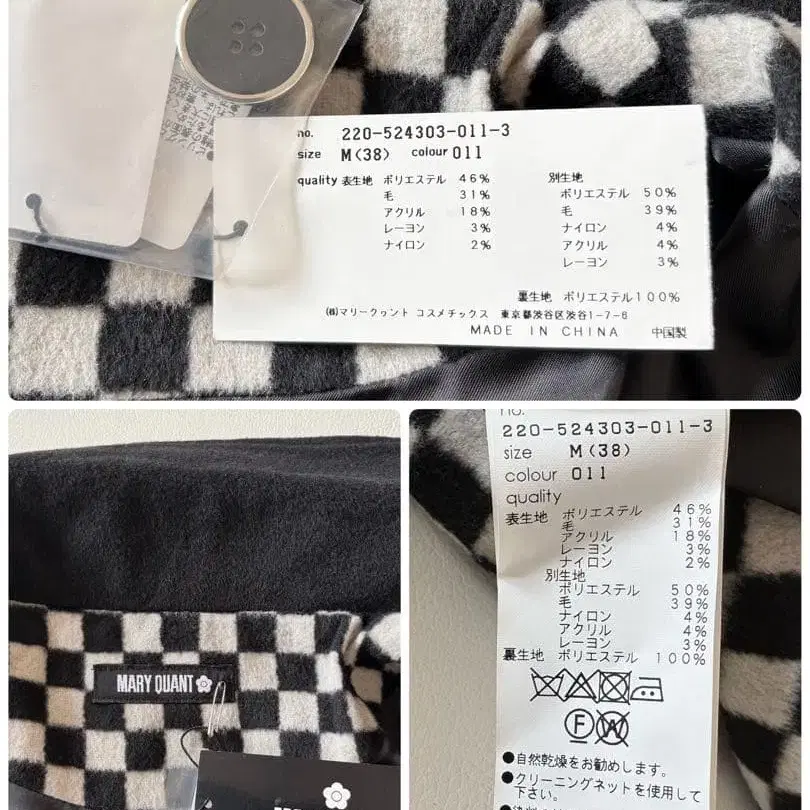 no. 220-524303-011-3
size M(38) colour 011
quality 表生地 ポリエステル 46%
毛 31%
アクリル 18%
レーヨン 3%
ナイロン 2%
別生地
ポリエステル 50%
毛 39%
ナイロン 4%
アクリル 4%
レーヨン 3%
裏生地 ポリエステル100%
(株)マリークヮント コスメチックス 東京都渋谷区渋谷1-7-6
MADE IN CHINA 中国製
MARY QUANT
no.
220-524303-011-3
size M(38)
colour 011
quality
表生地 ポリエステル 46%
毛 31%
アクリル 18%
レーヨン 3%
ナイロン 2%
別生地
ポリエステル 50%
毛 39%
ナイロン 4%
アクリル 4%
レーヨン 3%
裏生地 ポリエステル 100%
F W
●自然乾燥をお勧めします。
●クリーニングネットを使用して
下さい。